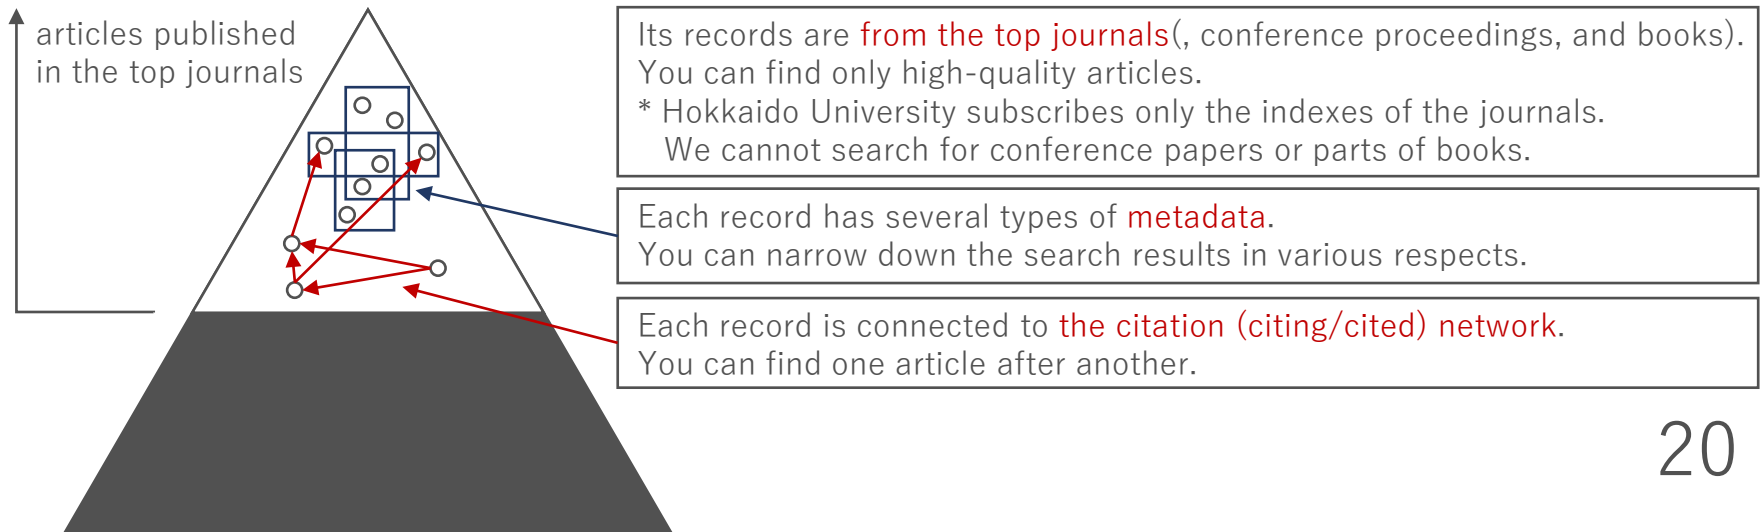 articles published
in the top journals
Its records are from the top journals(, conference proceedings, and books).
You can find only high-quality articles.
* Hokkaido University subscribes only the indexes of the journals.
We cannot search for conference papers or parts of books.
Each record has several types of metadata.
You can narrow down the search results in various respects.
Each record is connected to the citation (citing/cited) network.
You can find one article after another.
20